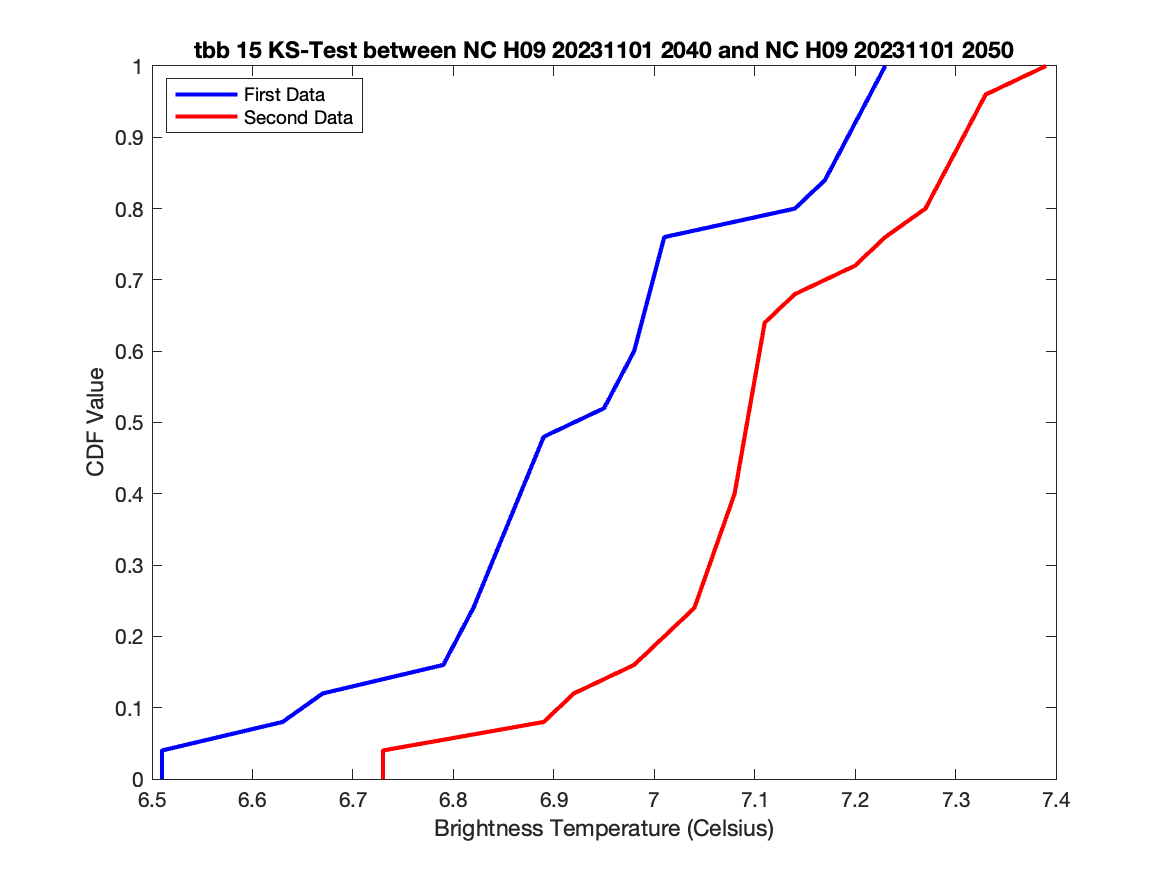 tbb 15 KS-Test between NC H09 20231101 2040 and NC H09 20231101 2050
First Data
Second Data
1
0.9
0.8
0.7
0.6
0.5
0.4
0.3
0.2
0.1
0
CDF Value
6.5 6.6 6.7 6.8 6.9 7 7.1 7.2 7.3 7.4
Brightness Temperature (Celsius)